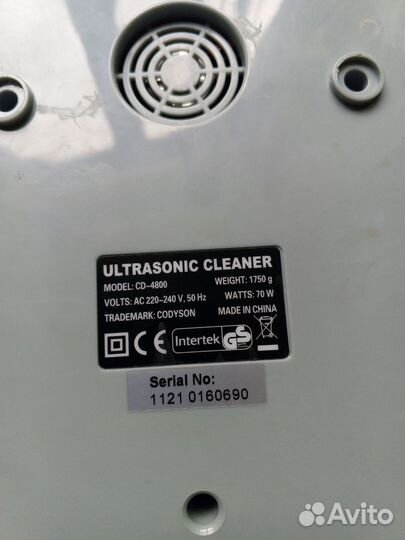 ULTRASONIC CLEANER
MODEL: CD-4800 WEIGHT: 1750 g
VOLTS: AC 220-240 V, 50 Hz WATTS: 70 W
TRADEMARK: CODYSON MADE IN CHINA
CE Intertek GS
Serial No:
1121 0160690
Avito